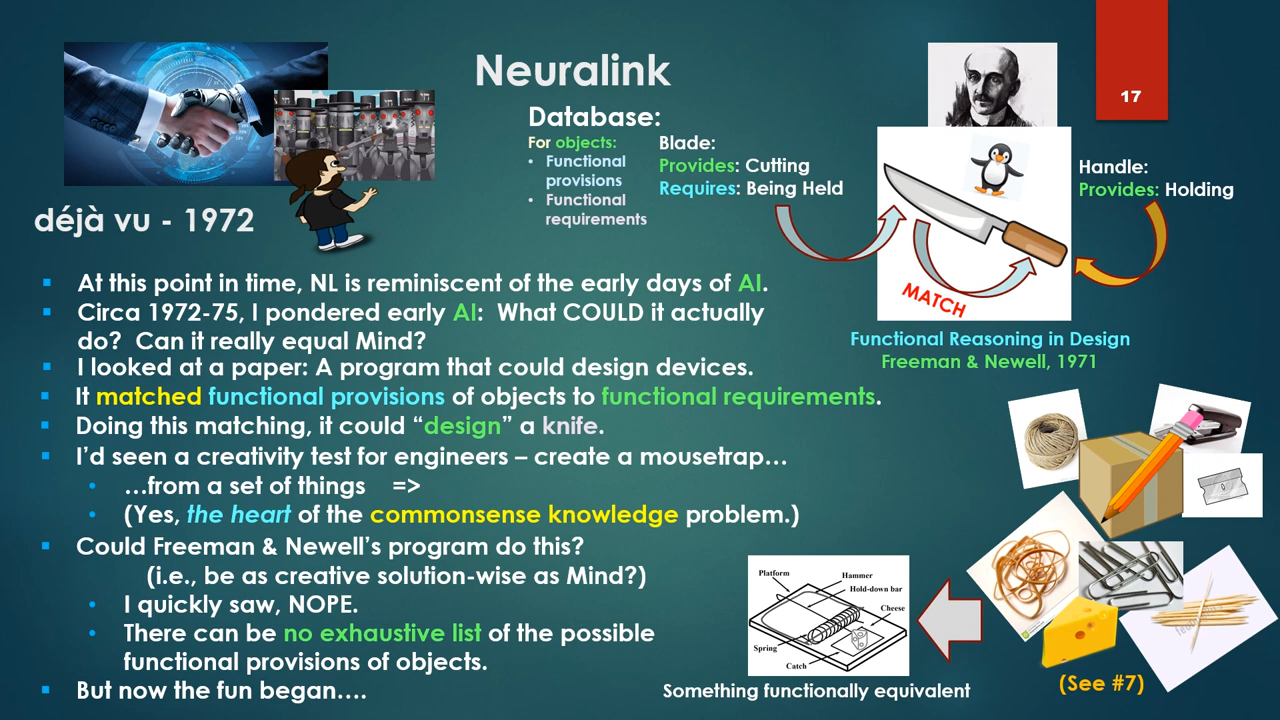 Neuralink
17
Database:
For objects:
• Functional
provisions
• Functional
requirements
Blade:
Provides: Cutting
Requires: Being Held
Handle:
Provides: Holding
MATCH
Functional Reasoning in Design
Freeman & Newell, 1971
déjà vu - 1972
▪ At this point in time, NL is reminiscent of the early days of AI.
▪ Circa 1972-75, I pondered early AI:  What COULD it actually
do?  Can it really equal Mind?
▪ I looked at a paper: A program that could design devices.
▪ It matched functional provisions of objects to functional requirements.
▪ Doing this matching, it could “design” a knife.
▪ I’d seen a creativity test for engineers – create a mousetrap…
• …from a set of things    =>
• (Yes, the heart of the commonsense knowledge problem.)
▪ Could Freeman & Newell’s program do this?
(i.e., be as creative solution-wise as Mind?)
• I quickly saw, NOPE.
• There can be no exhaustive list of the possible
functional provisions of objects.
▪ But now the fun began….
Platform
Hammer
Hold-down bar
Cheese
Spring
Catch
Something functionally equivalent
(See #7)